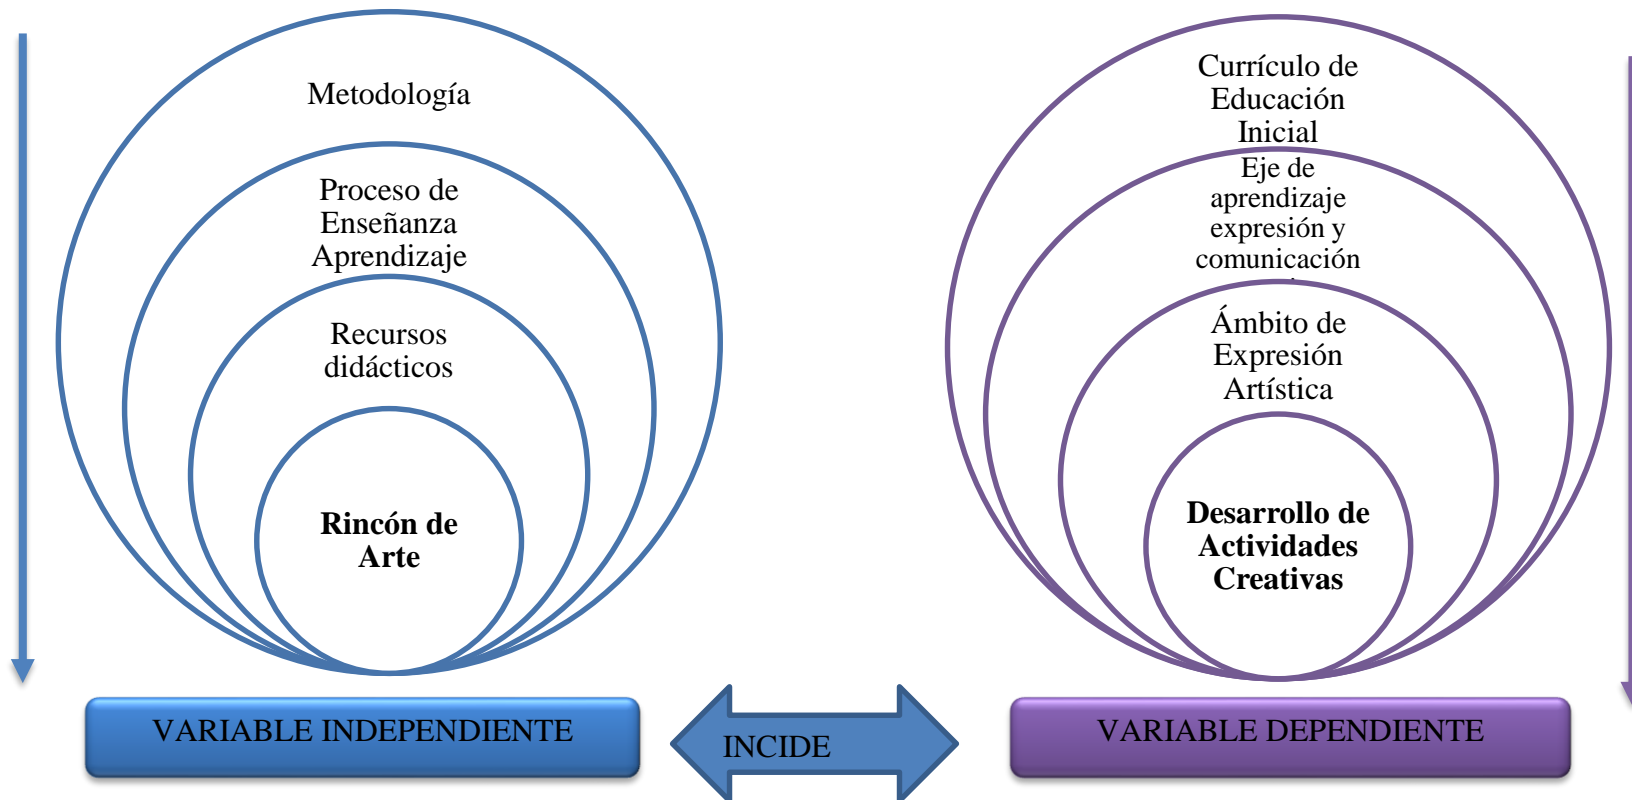 Metodología
Proceso de
Enseñanza
Aprendizaje
Recursos
didácticos
Rincón de
Arte
VARIABLE INDEPENDIENTE
INCIDE
Currículo de
Educación
Inicial
Eje de
aprendizaje
expresión y
comunicación
Ámbito de
Expresión
Artística
Desarrollo de
Actividades
Creativas
VARIABLE DEPENDIENTE